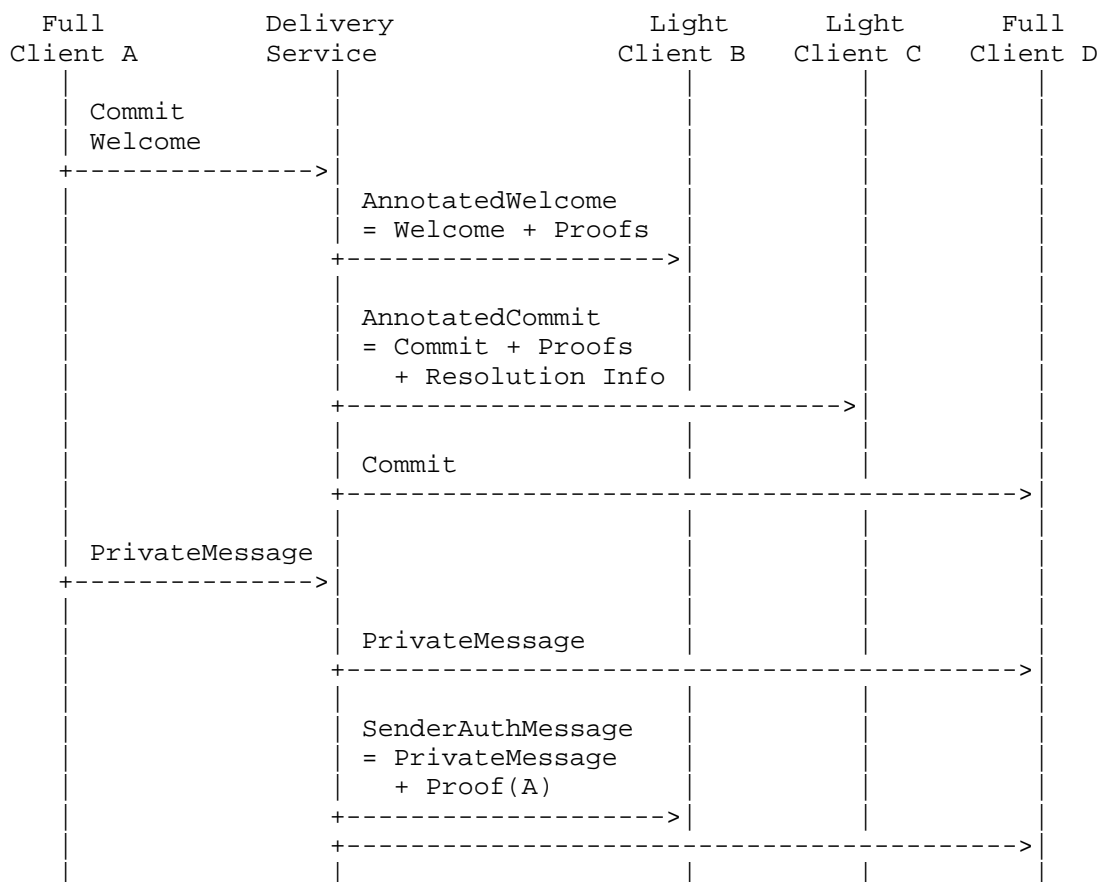 Full Delivery Light Light Full
Client A Service Client B Client C Client D
Commit
Welcome
AnnotatedWelcome
= Welcome + Proofs
AnnotatedCommit
= Commit + Proofs
+ Resolution Info
Commit
PrivateMessage
PrivateMessage
SenderAuthMessage
= PrivateMessage
+ Proof(A)